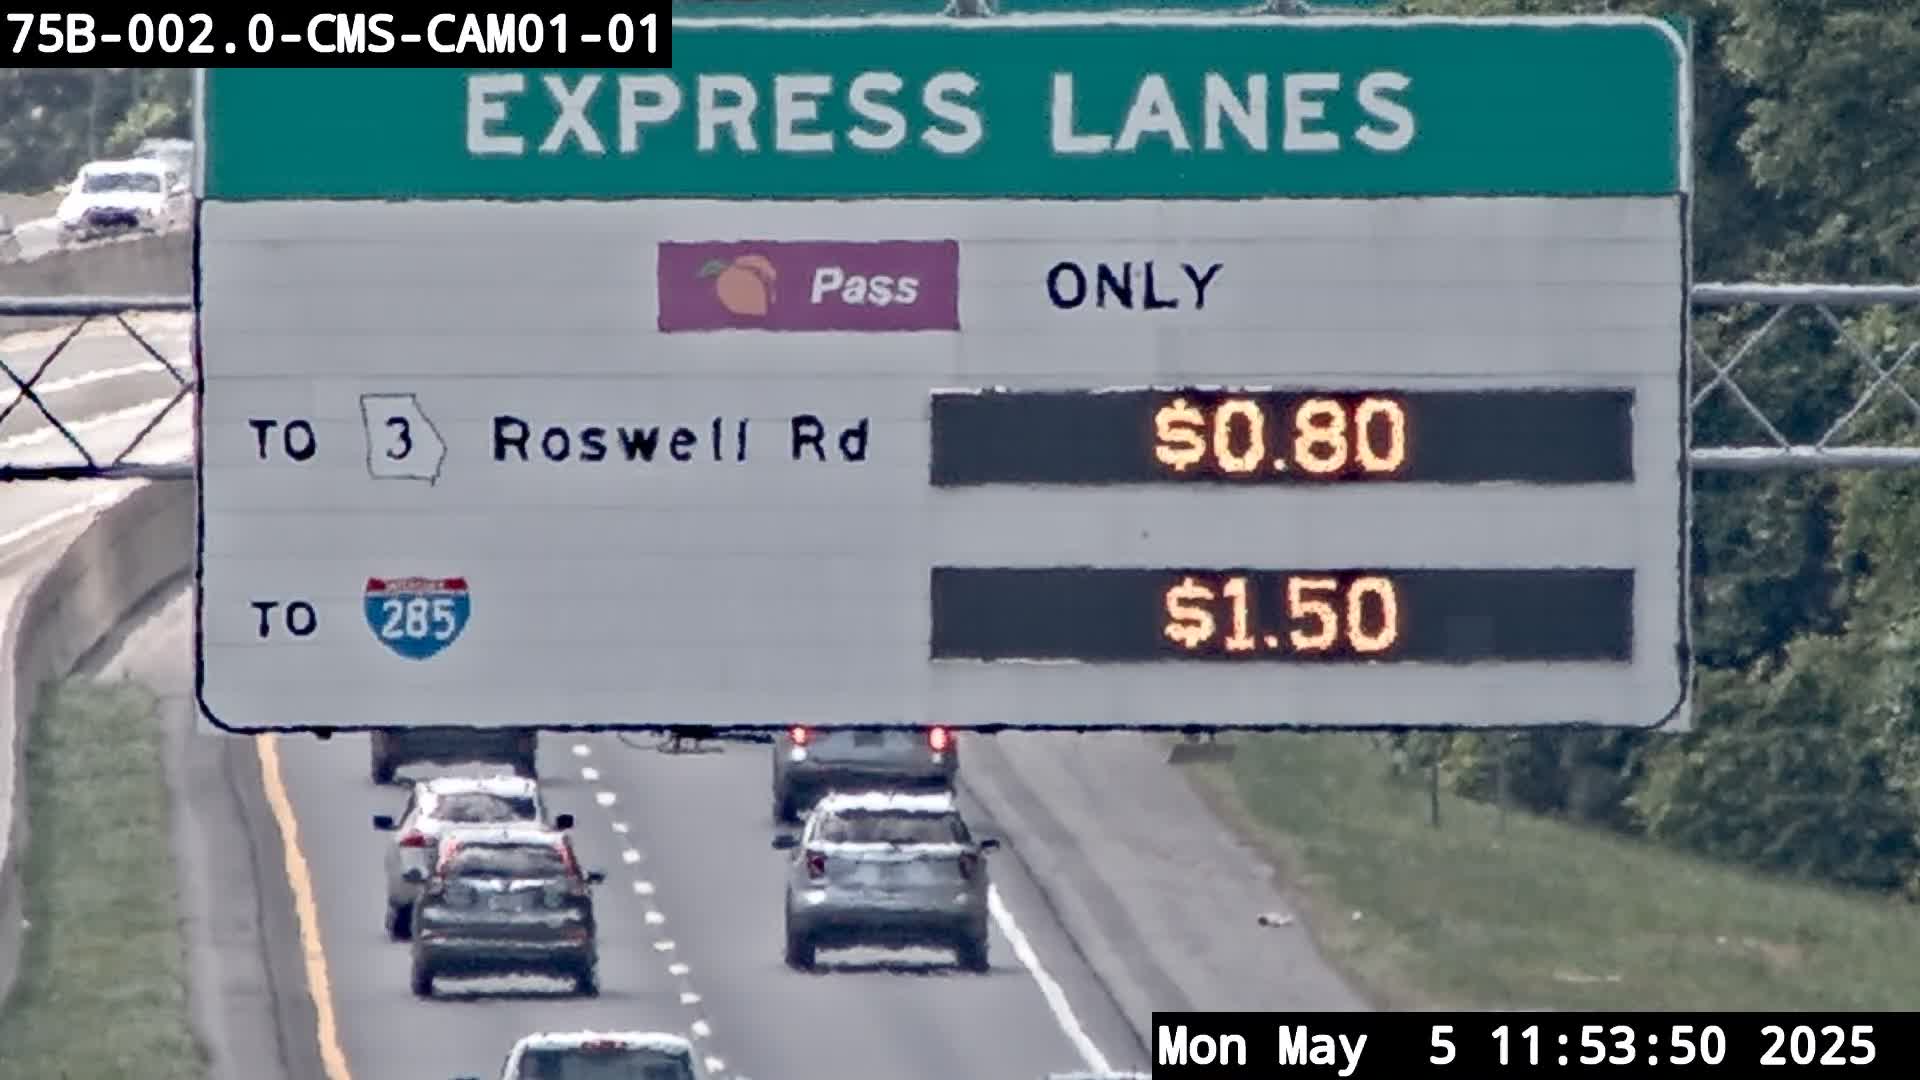 75B-002.0-CMS-CAM01-01
EXPRESS LANES
Pass ONLY
TO 3 Roswell Rd $0.80
TO 285 $1.50
Mon May 5 11:53:50 2025